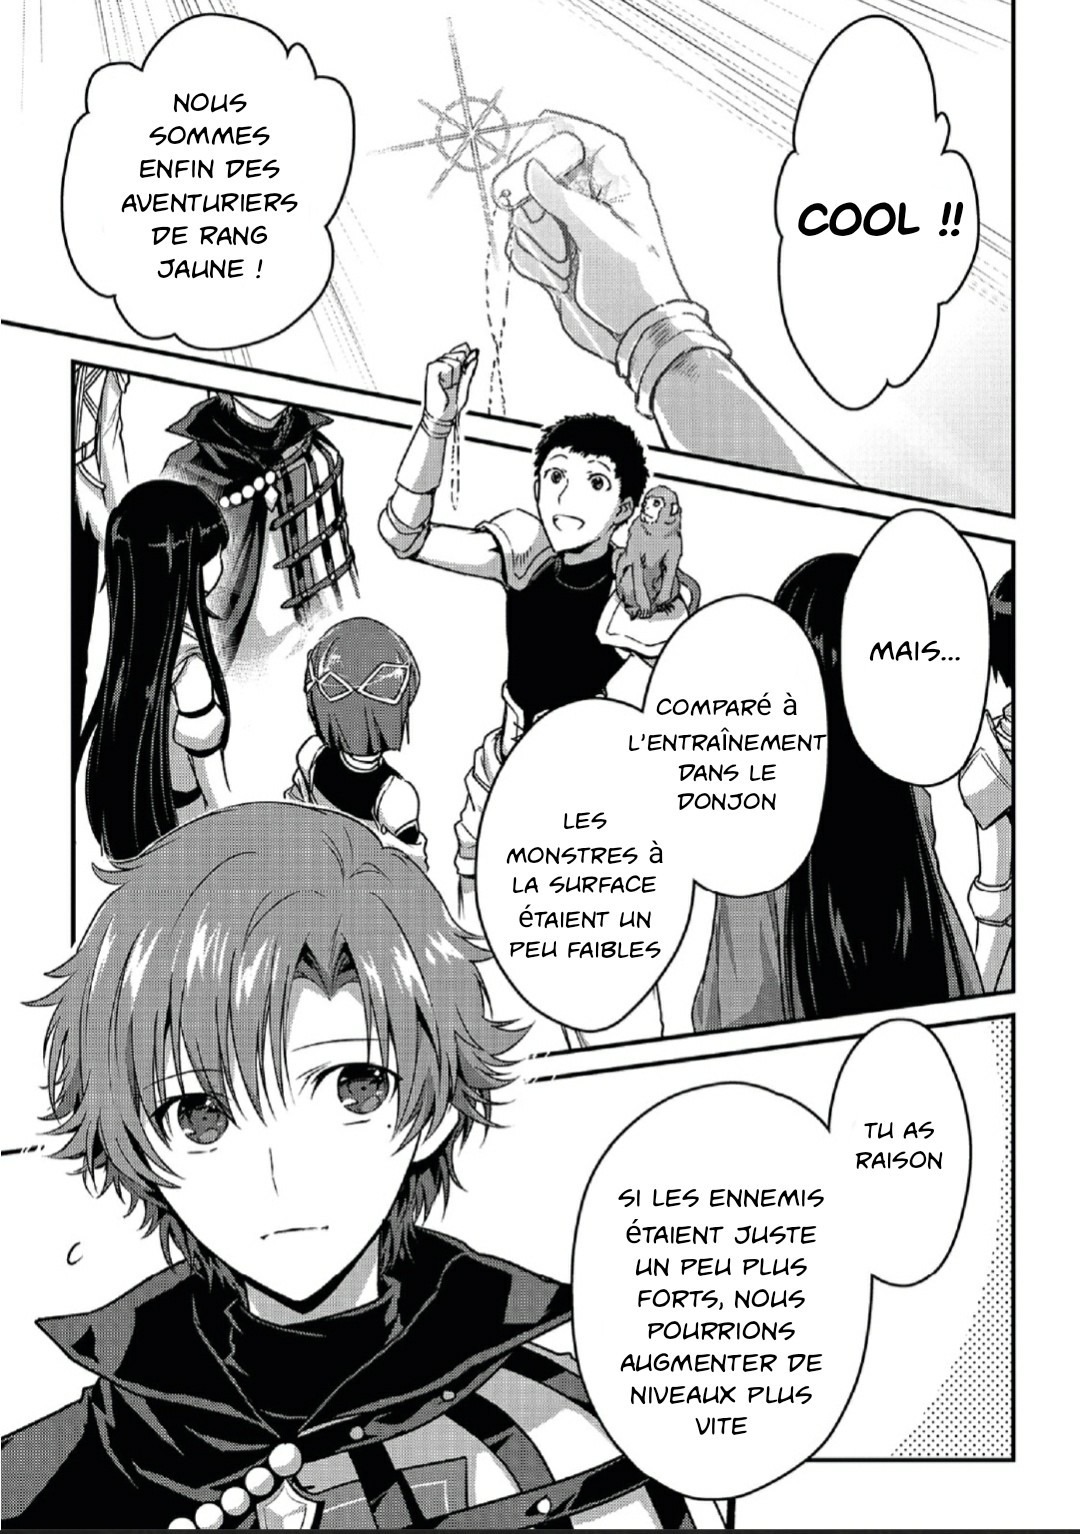 COOL !!
NOUS
SOMMES
ENFIN DES
AVENTURIERS
DE RANG
JAUNE !
MAIS...
COMPARé à
L'ENTRAÎNEMENT
DANS LE
DONJON
LES
MONSTRES à
LA SURFACE
éTAIENT UN
PEU FAIBLES
TU AS
RAISON
SI LES ENNEMIS
éTAIENT JUSTE
UN PEU PLUS
FORTS, NOUS
POURRIONS
AUGMENTER DE
NIVEAUX PLUS
VITE